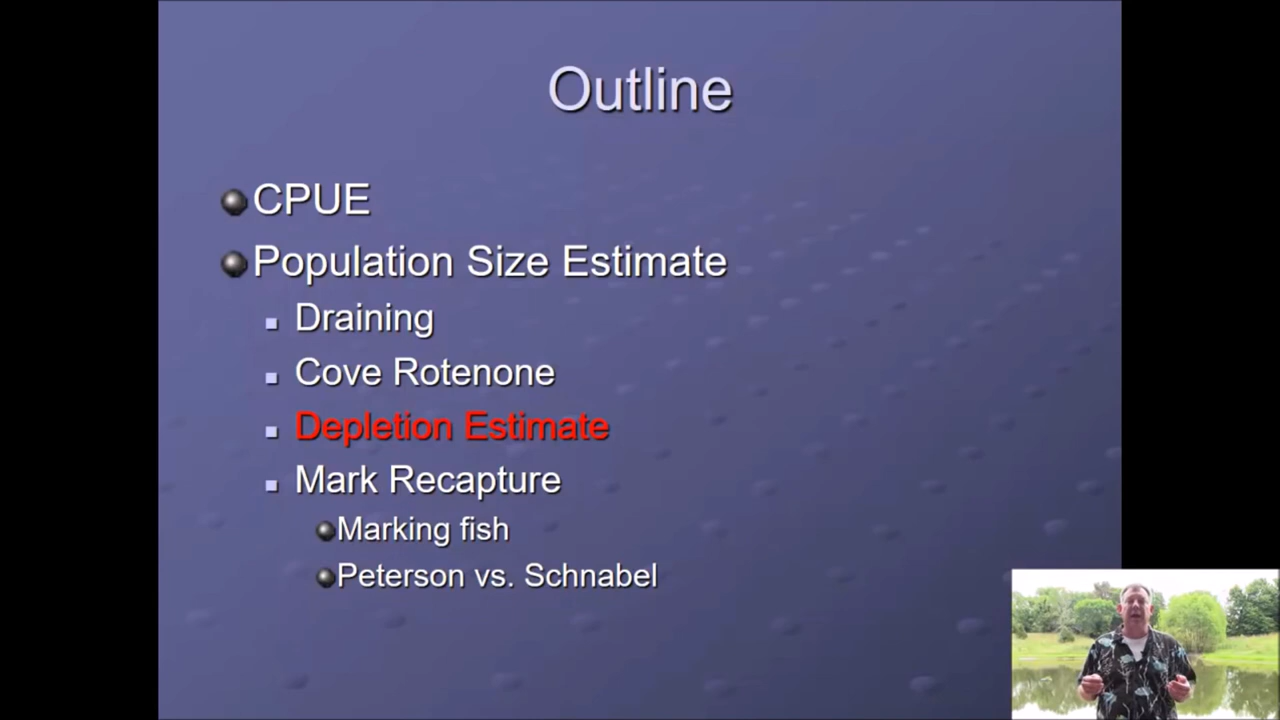 Outline
CPUE
Population Size Estimate
Draining
Cove Rotenone
Depletion Estimate
Mark Recapture
Marking fish
Peterson vs. Schnabel